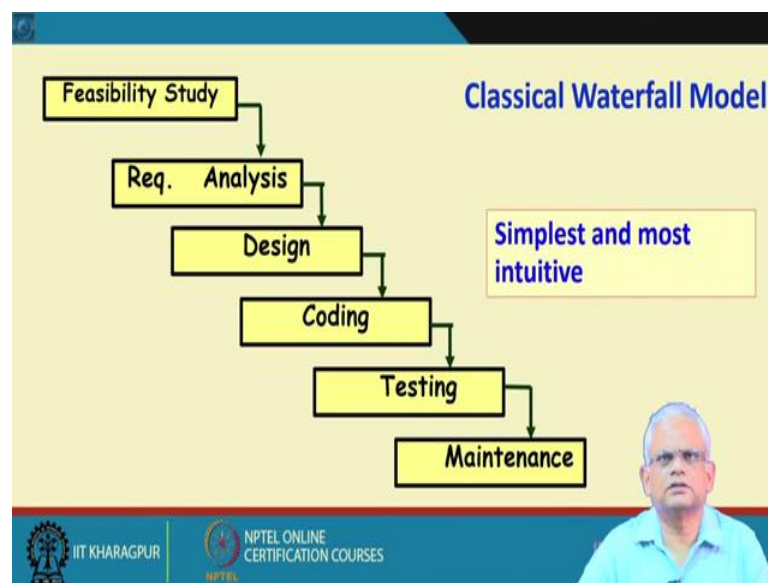 Classical Waterfall Model
Feasibility Study
Req. Analysis
Design
Coding
Testing
Maintenance
Simplest and most
intuitive
IIT KHARAGPUR
NPTEL ONLINE
CERTIFICATION COURSES
NPTEL